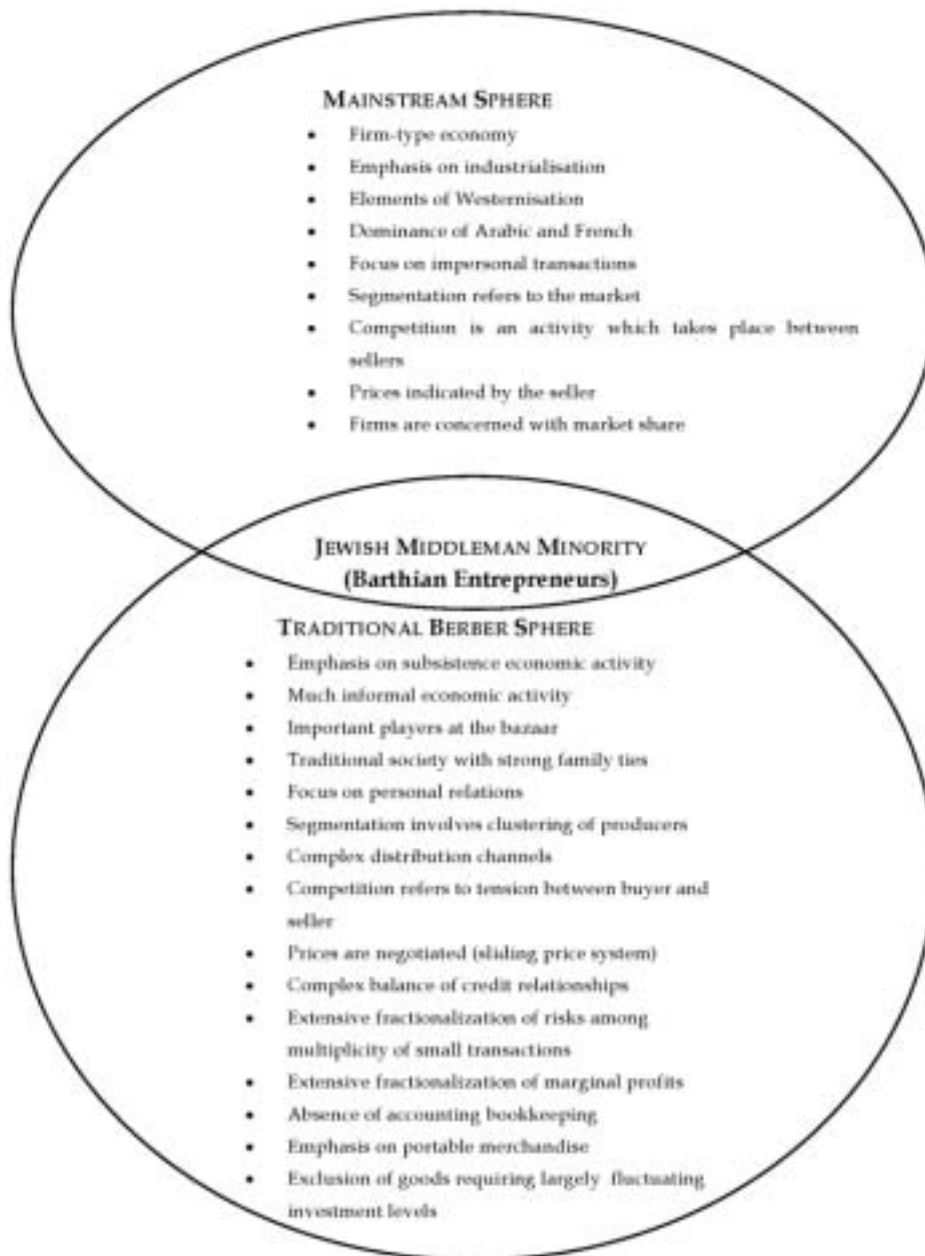 MAINSTREAM SPHERE
• Firm-type economy
• Emphasis on industrialisation
• Elements of Westernisation
• Dominance of Arabic and French
• Focus on impersonal transactions
• Segmentation refers to the market
• Competition is an activity which takes place between
sellers
• Prices indicated by the seller
• Firms are concerned with market share
JEWISH MIDDLEMAN MINORITY
(Barthian Entrepreneurs)
TRADITIONAL BERBER SPHERE
• Emphasis on subsistence economic activity
• Much informal economic activity
• Important players at the bazaar
• Traditional society with strong family ties
• Focus on personal relations
• Segmentation involves clustering of producers
• Complex distribution channels
• Competition refers to tension between buyer and
seller
• Prices are negotiated (sliding price system)
• Complex balance of credit relationships
• Extensive fractionalization of risks among
multiplicity of small transactions
• Extensive fractionalization of marginal profits
• Absence of accounting bookkeeping
• Emphasis on portable merchandise
• Exclusion of goods requiring largely fluctuating
investment levels